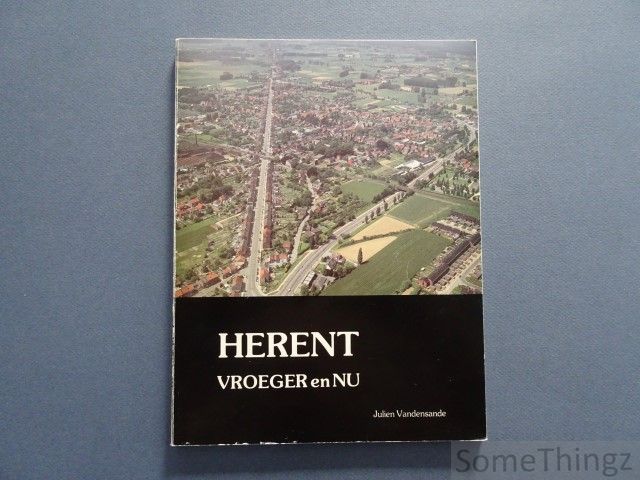 HERENT
VROEGER en NU
Julien Vandensande
SomeThingz